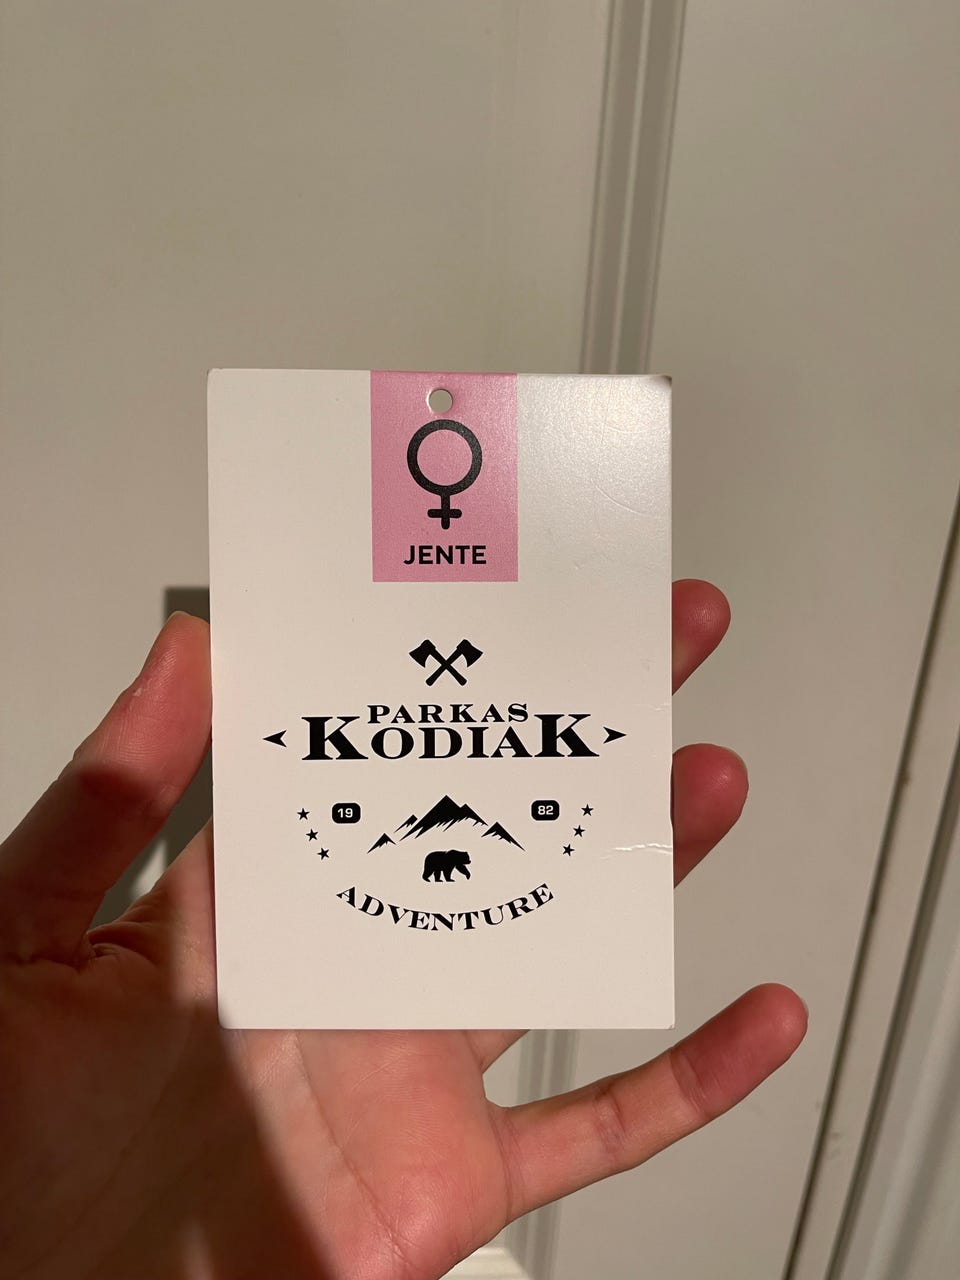 JENTE
PARKAS
KODIAK
19 82
ADVENTURE